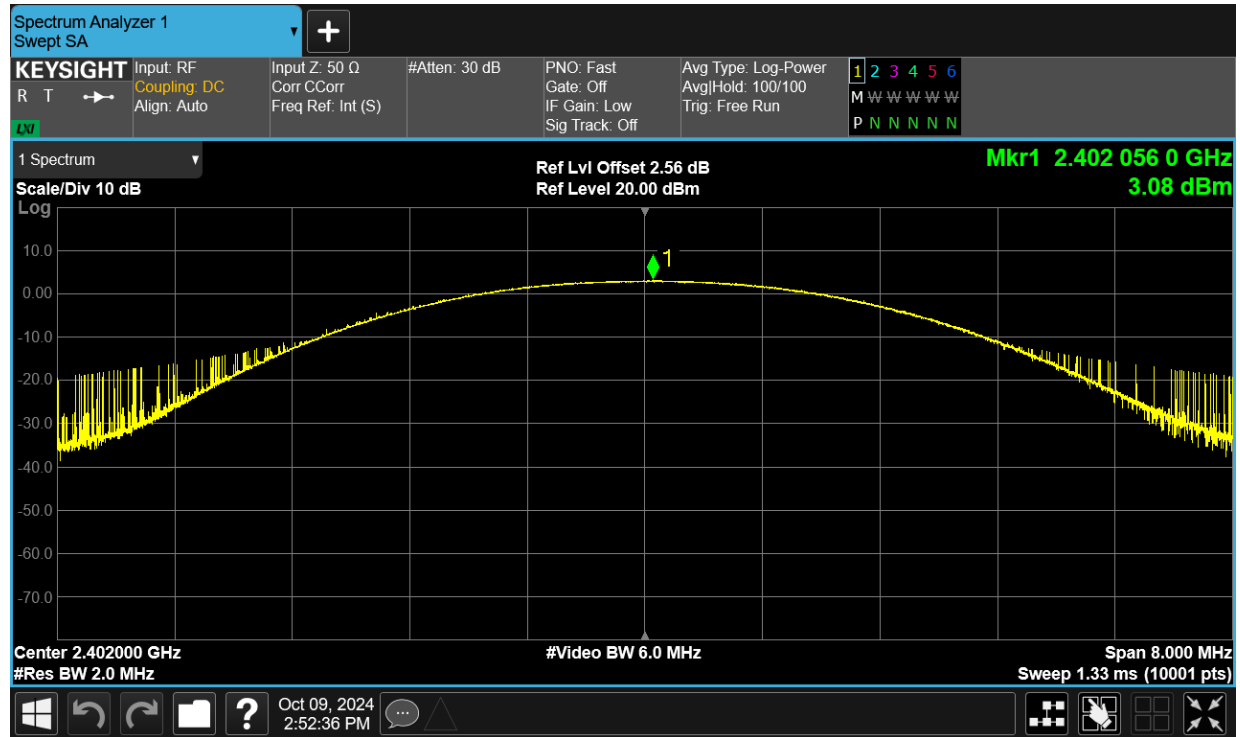 Spectrum Analyzer 1
Swept SA
KEYSIGHT
R T
LXI
Input: RF
Coupling: DC
Align: Auto
Input Z: 50 Ω
Corr CCorr
Freq Ref: Int (S)
#Atten: 30 dB
PNO: Fast
Gate: Off
IF Gain: Low
Sig Track: Off
Avg Type: Log-Power
Avg|Hold: 100/100
Trig: Free Run
1 2 3 4 5 6
M W W W W W
P N N N N N
1 Spectrum
Scale/Div 10 dB
Ref Lvl Offset 2.56 dB
Ref Level 20.00 dBm
Mkr1 2.402 056 0 GHz
3.08 dBm
Log
10.0
0.00
-10.0
-20.0
-30.0
-40.0
-50.0
-60.0
-70.0
1
Center 2.402000 GHz
#Res BW 2.0 MHz
#Video BW 6.0 MHz
Span 8.000 MHz
Sweep 1.33 ms (10001 pts)
?
Oct 09, 2024
2:52:36 PM